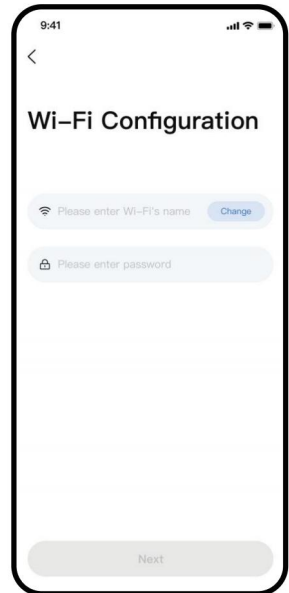 9:41
Wi-Fi Configuration
Please enter Wi-Fi's name Change
Please enter password
Next